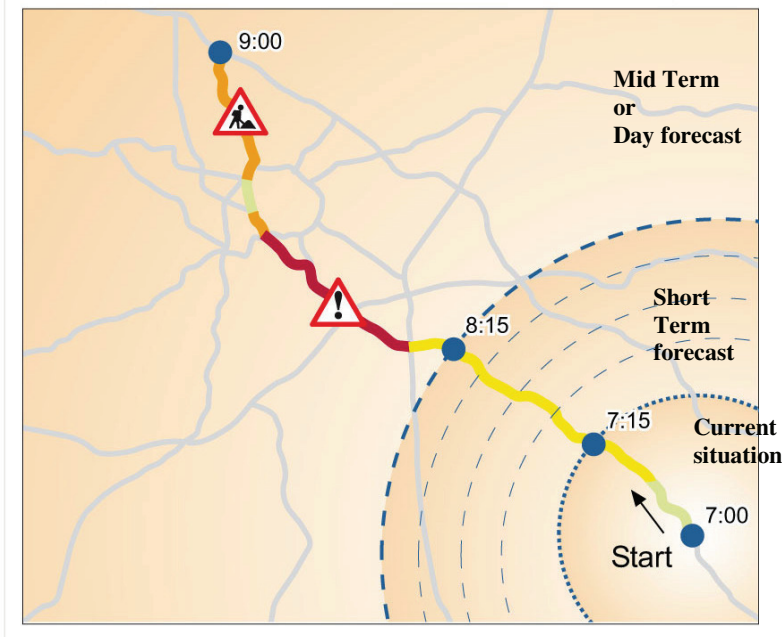 9:00
Mid Term
or
Day forecast
8:15
Short
Term
forecast
7:15
Current
situation
7:00
Start
!